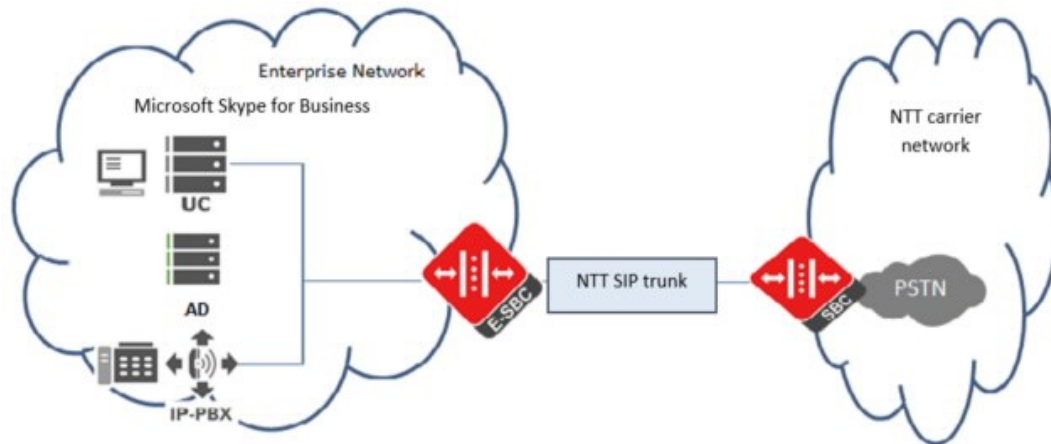 Enterprise Network
Microsoft Skype for Business
UC
AD
IP-PBX
E-SBC
NTT SIP trunk
NTT carrier
network
SBC
PSTN